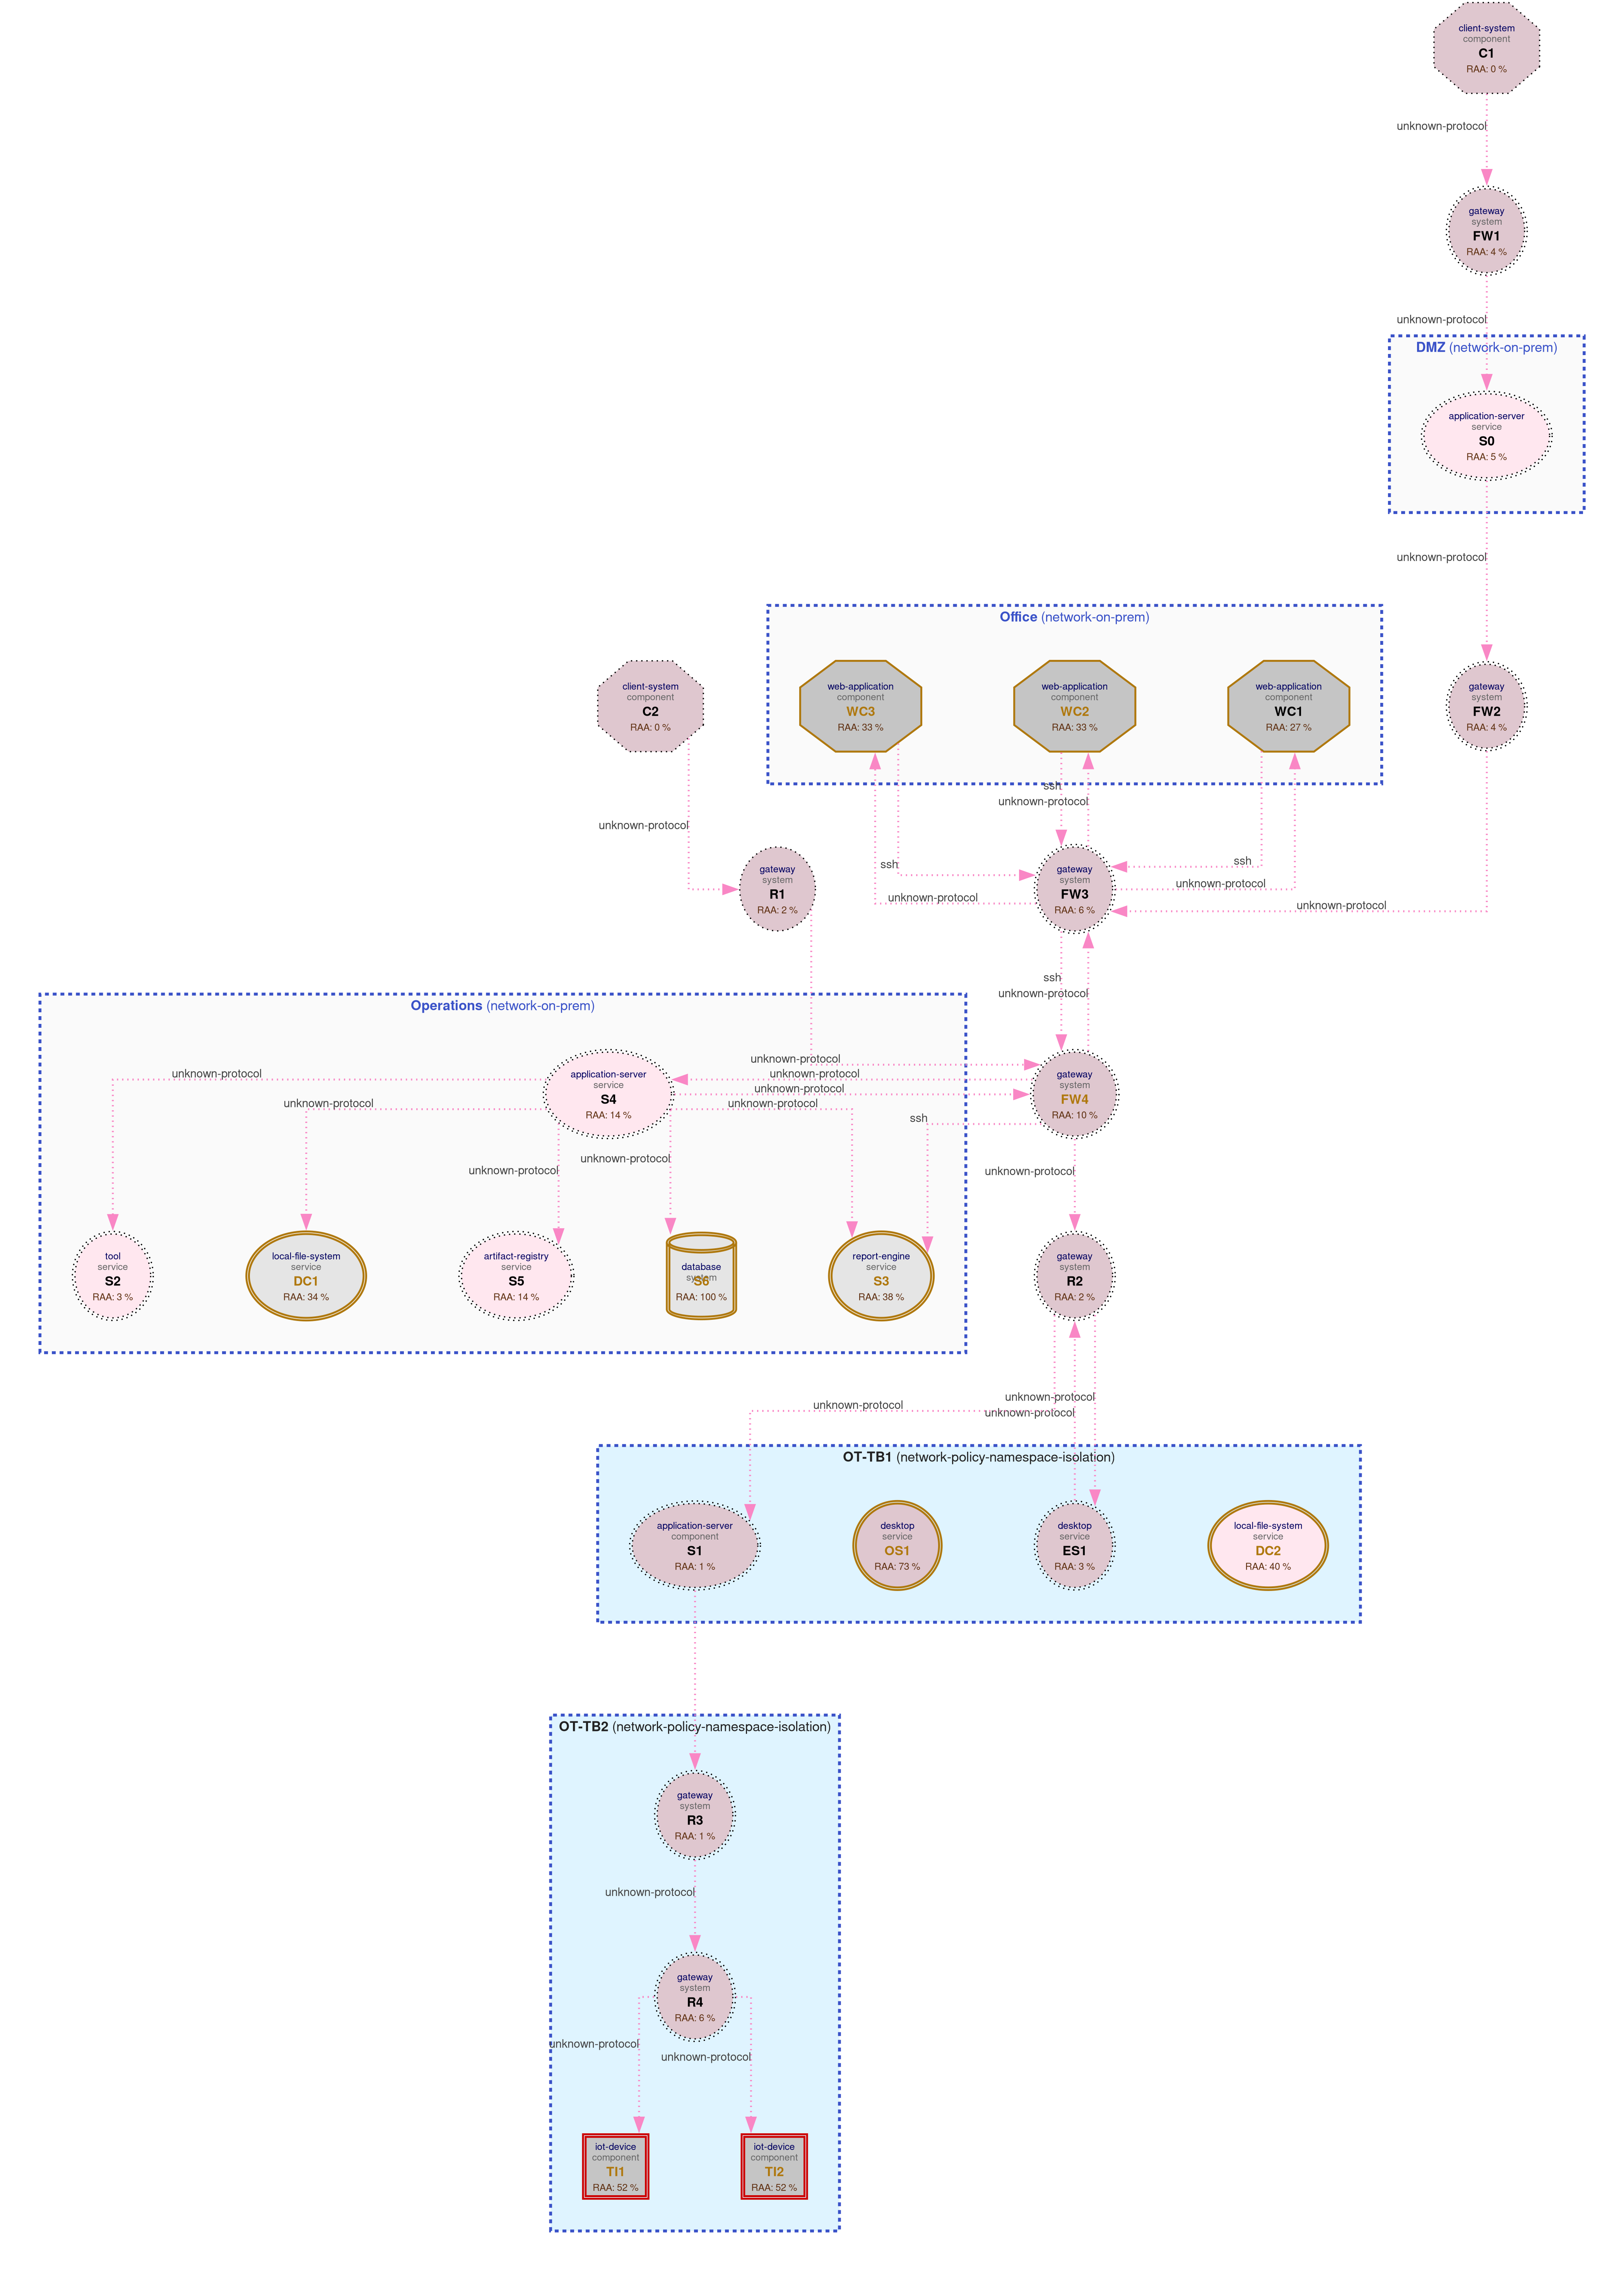 client-system
component
C1
RAA: 0 %
unknown-protocol
gateway
system
FW1
RAA: 4 %
unknown-protocol
DMZ (network-on-prem)
application-server
service
S0
RAA: 5 %
unknown-protocol
Office (network-on-prem)
client-system
component
C2
RAA: 0 %
web-application
component
WC3
RAA: 33 %
web-application
component
WC2
RAA: 33 %
web-application
component
WC1
RAA: 27 %
gateway
system
FW2
RAA: 4 %
ssh
unknown-protocol
unknown-protocol
gateway
system
R1
RAA: 2 %
ssh
unknown-protocol
gateway
system
FW3
RAA: 6 %
ssh
unknown-protocol
unknown-protocol
ssh
unknown-protocol
Operations (network-on-prem)
unknown-protocol
unknown-protocol
unknown-protocol
unknown-protocol
application-server
service
S4
RAA: 14 %
gateway
system
FW4
RAA: 10 %
unknown-protocol
unknown-protocol
ssh
unknown-protocol
unknown-protocol
unknown-protocol
tool
service
S2
RAA: 3 %
local-file-system
service
DC1
RAA: 34 %
artifact-registry
service
S5
RAA: 14 %
database
system
S6
RAA: 100 %
report-engine
service
S3
RAA: 38 %
gateway
system
R2
RAA: 2 %
unknown-protocol
unknown-protocol
unknown-protocol
OT-TB1 (network-policy-namespace-isolation)
application-server
component
S1
RAA: 1 %
desktop
service
OS1
RAA: 73 %
desktop
service
ES1
RAA: 3 %
local-file-system
service
DC2
RAA: 40 %
OT-TB2 (network-policy-namespace-isolation)
gateway
system
R3
RAA: 1 %
unknown-protocol
gateway
system
R4
RAA: 6 %
unknown-protocol
unknown-protocol
iot-device
component
TI1
RAA: 52 %
iot-device
component
TI2
RAA: 52 %